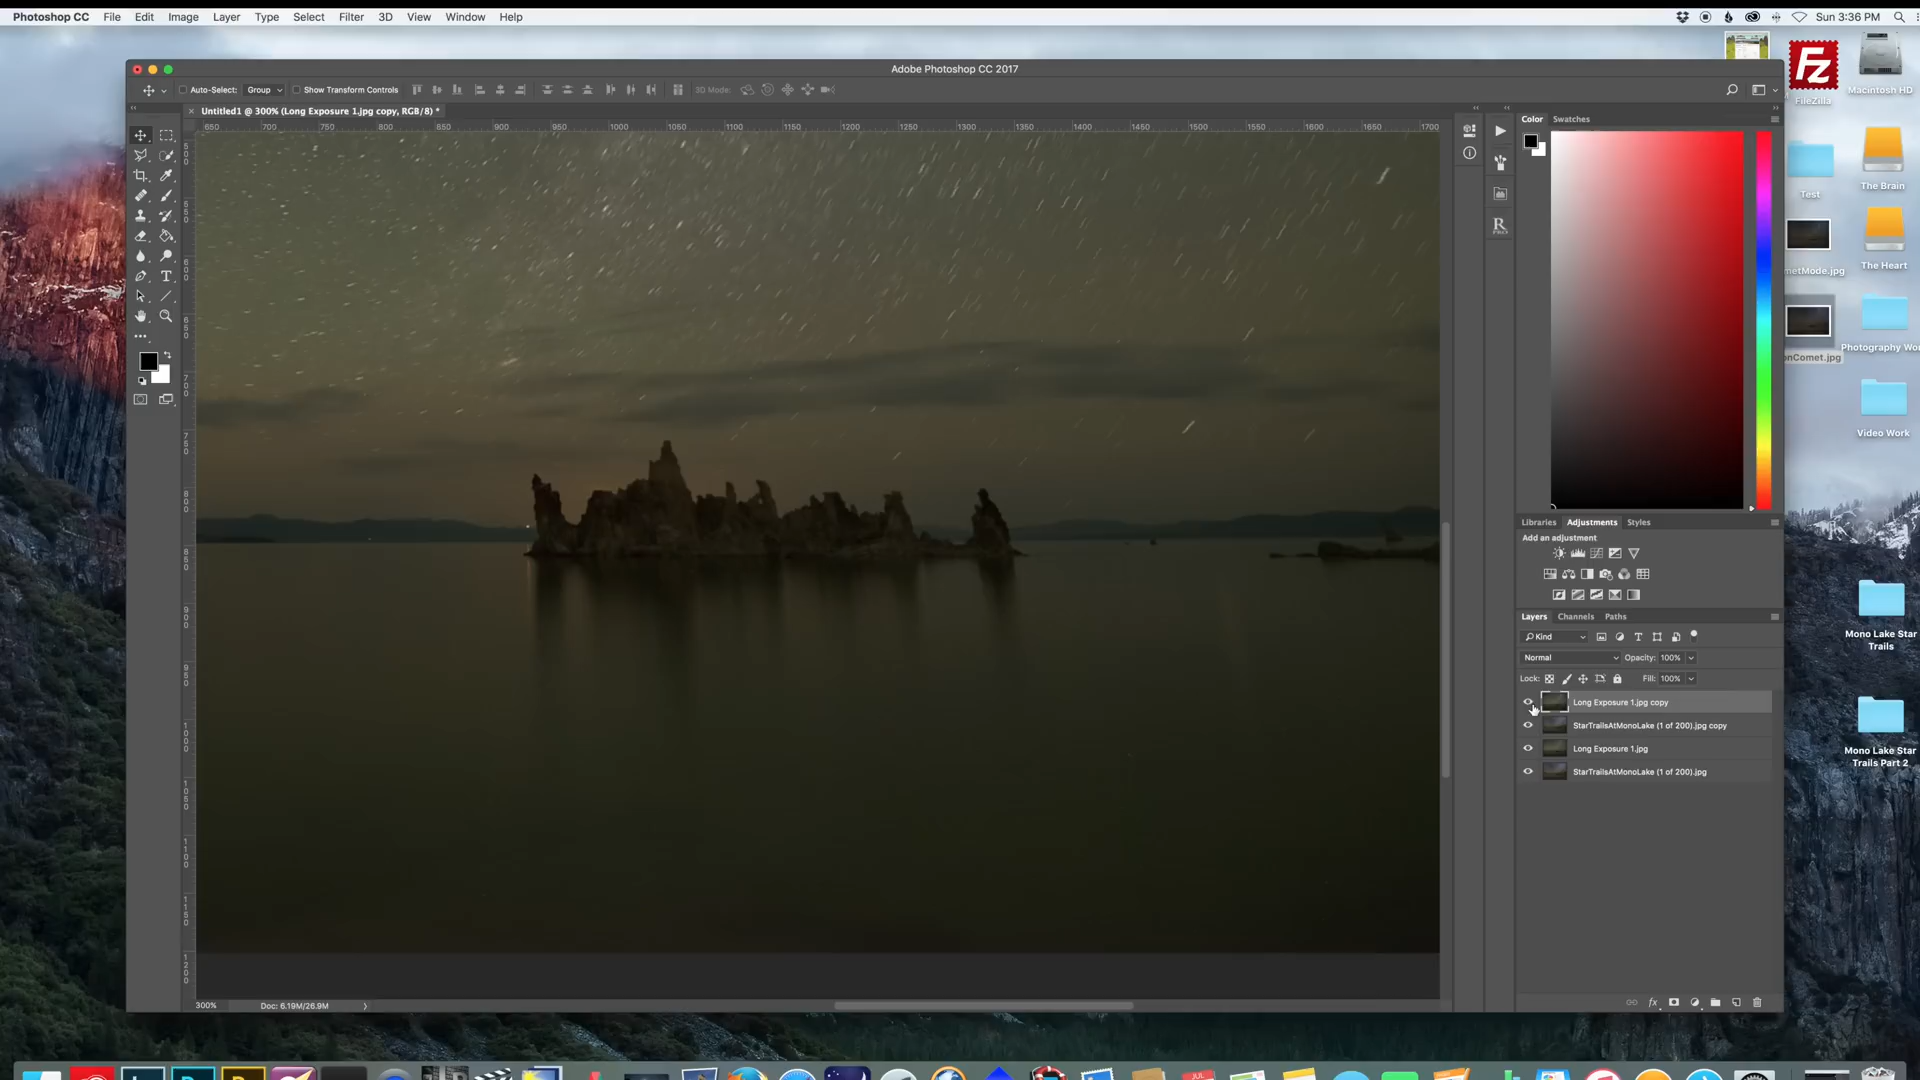 Photoshop CC File Edit Image Layer Type Select Filter 3D View Window Help Sun 3:36 PM
Adobe Photoshop CC 2017
Auto-Select: Group Show Transform Controls 3D Mode:
Untitled1 @ 300% (Long Exposure 1.jpg copy, RGB/8) *
650 700 750 800 850 900 950 1000 1050 1100 1150 1200 1250 1300 1350 1400 1450 1500 1550 1600 1650 1700
Color Swatches
Libraries Adjustments Styles
Add an adjustment
Layers Channels Paths
Kind
Normal Opacity: 100%
Lock: Fill: 100%
Long Exposure 1.jpg copy
StarTrailsAtMonoLake (1 of 200).jpg copy
Long Exposure 1.jpg
StarTrailsAtMonoLake (1 of 200).jpg
300% Doc: 6.19M/26.9M
FileZilla
Macintosh HD
Test
The Brain
metMode.jpg
The Heart
onComet.jpg
Photography Wor
Video Work
Mono Lake Star
Trails
Mono Lake Star
Trails Part 2
JUL